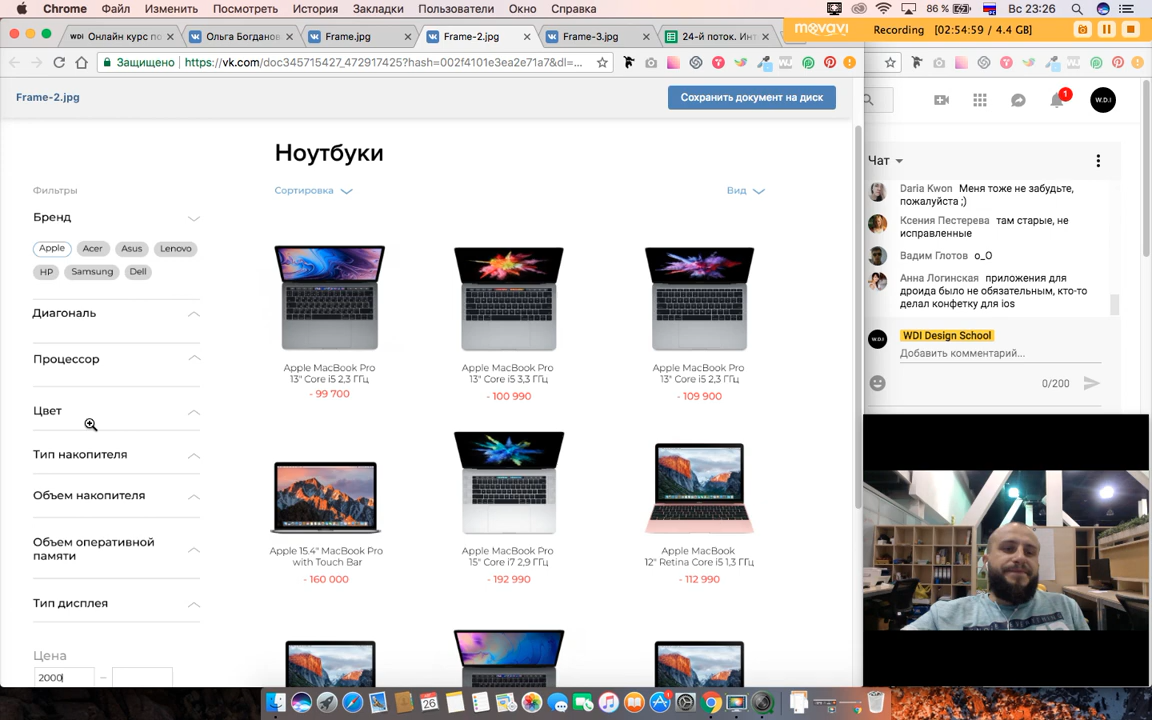 Chrome Файл Изменить Посмотреть История Закладки Пользователи Окно Справка 86 % Вс 23:26
WDI Онлайн курс по Ольга Богданов Frame.jpg Frame-2.jpg Frame-3.jpg 24-й поток. Инт
movavi Recording (02:54:59 / 4.4 GB)
Защищено https://vk.com/doc345715427_472917425?hash=002f4101e3ea2e71a7&dl=...
Frame-2.jpg Сохранить документ на диск
Ноутбуки
Фильтры
Сортировка Вид
Бренд
Apple Acer Asus Lenovo
HP Samsung Dell
Диагональ
Процессор
Цвет
Тип накопителя
Объем накопителя
Объем оперативной
памяти
Тип дисплея
Цена
2000 –
Apple MacBook Pro
13" Core i5 2,3 ГГц
- 99 700
Apple MacBook Pro
13" Core i5 3,3 ГГц
- 100 990
Apple MacBook Pro
13" Core i5 2,3 ГГц
- 109 900
Apple 15.4" MacBook Pro
with Touch Bar
- 160 000
Apple MacBook Pro
15" Core i7 2,9 ГГц
- 192 990
Apple MacBook
12" Retina Core i5 1,3 ГГц
- 112 990
1
W.D.I
Чат
Daria Kwon Меня тоже не забудьте,
пожалуйста ;)
Ксения Пестерева там старые, не
исправленные
Вадим Глотов о_О
Анна Логинская приложения для
дроида было не обязательным, кто-то
делал конфетку для ios
W.D.I WDI Design School
Добавить комментарий...
0/200
26
1